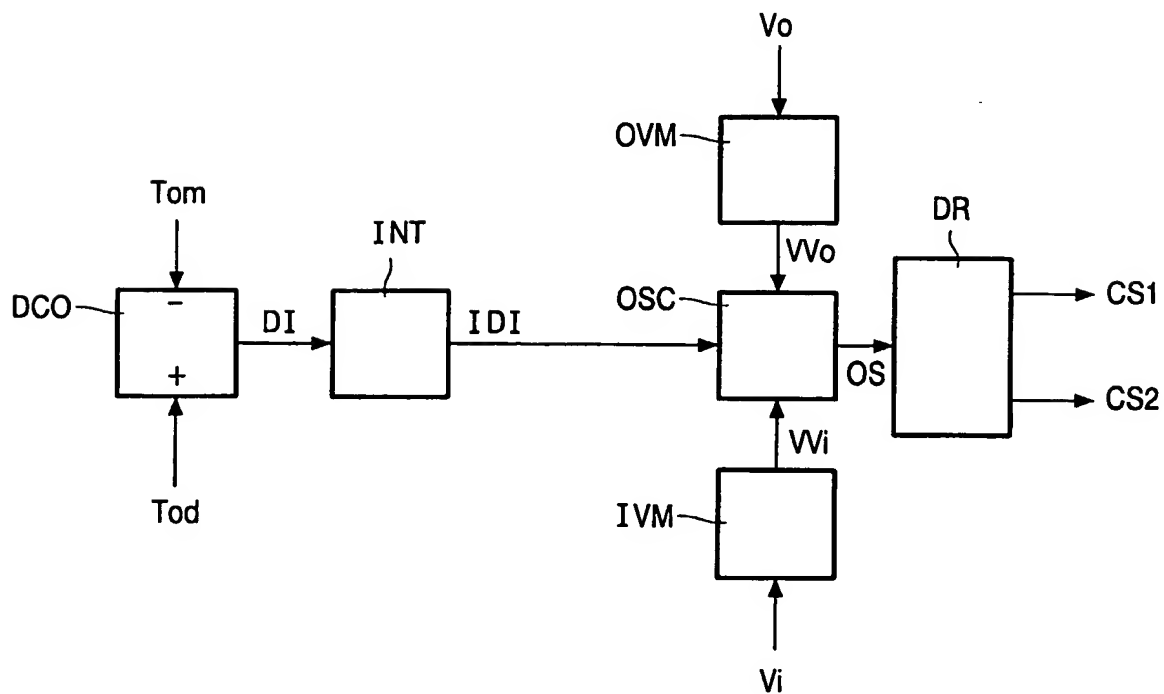 Vo
OVM
Tom
INT
VVo
DR
DCO
−
DI
IDI
OSC
CS1
OS
+
CS2
VVi
Tod
IVM
Vi